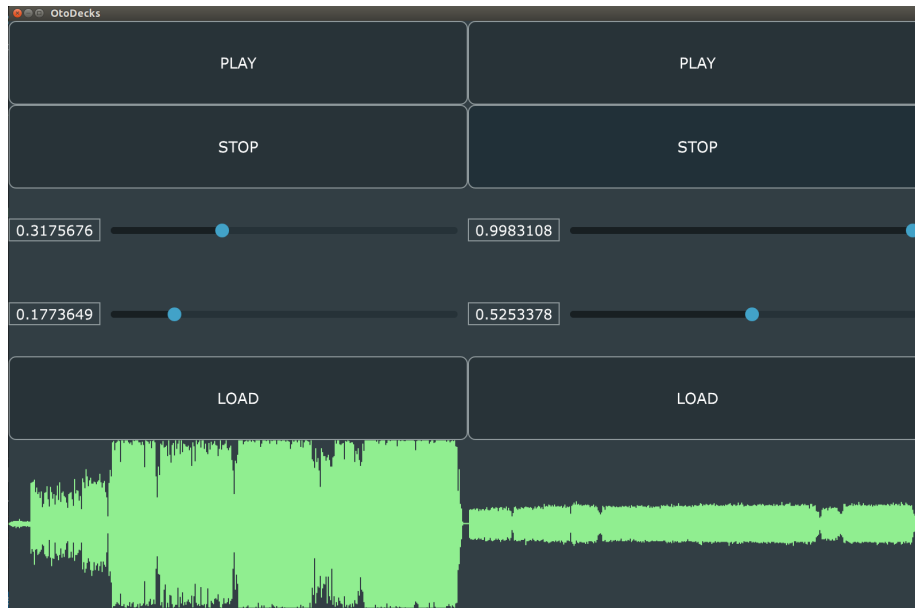 OtoDecks
PLAY
PLAY
STOP
STOP
0.3175676
0.9983108
0.1773649
0.5253378
LOAD
LOAD